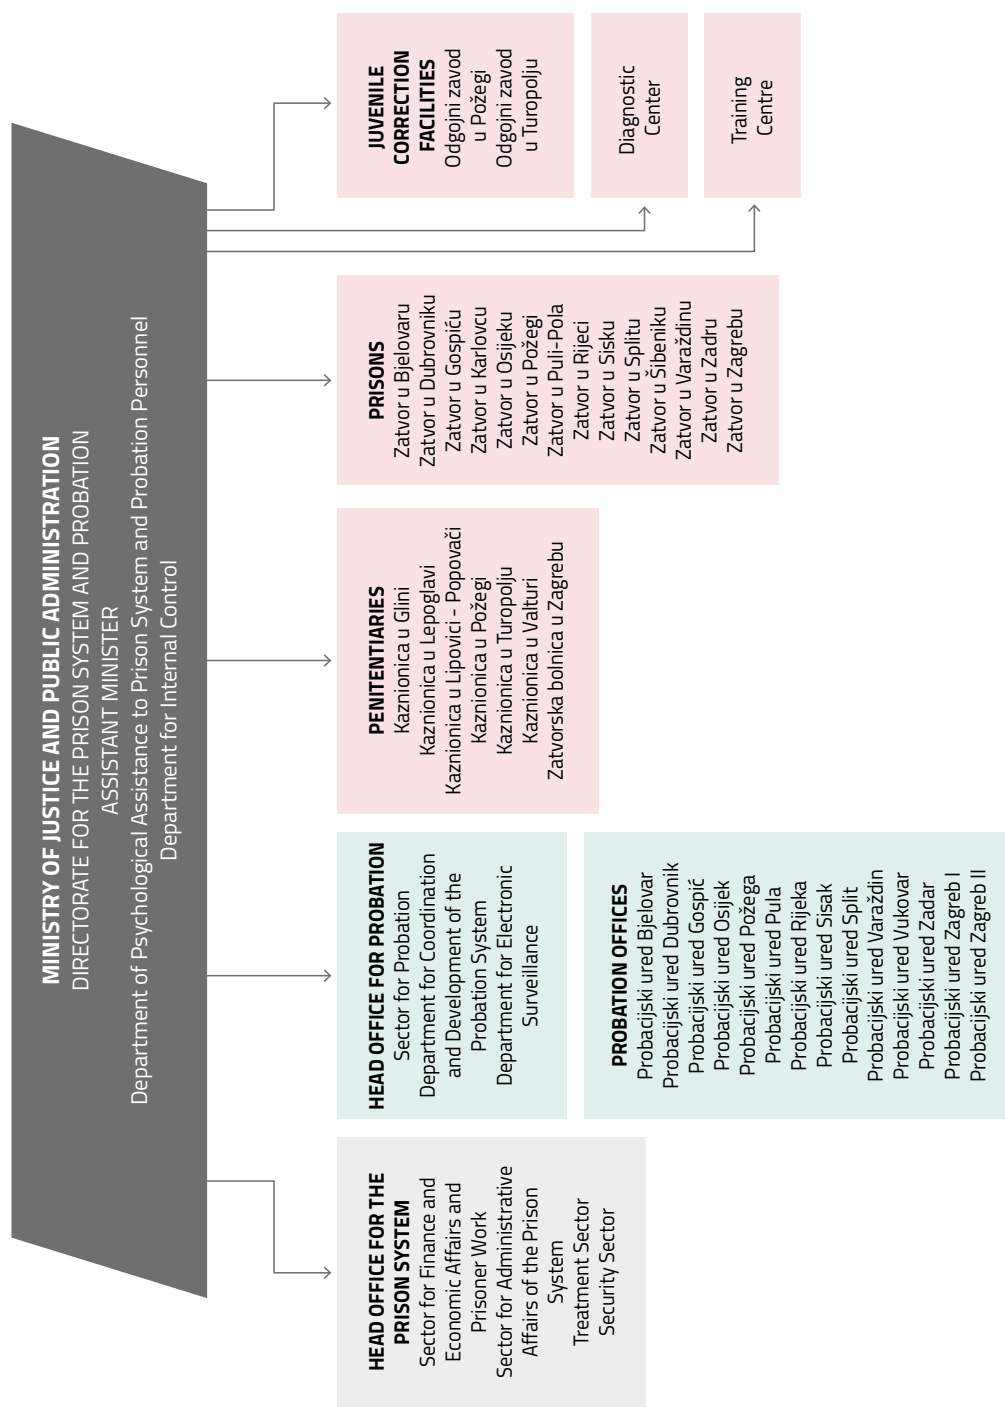 MINISTRY OF JUSTICE AND PUBLIC ADMINISTRATION
DIRECTORATE FOR THE PRISON SYSTEM AND PROBATION
ASSISTANT MINISTER
Department of Psychological Assistance to Prison System and Probation Personnel
Department for Internal Control
HEAD OFFICE FOR THE
PRISON SYSTEM
Sector for Finance and
Economic Affairs and
Prisoner Work
Sector for Administrative
Affairs of the Prison
System
Treatment Sector
Security Sector
HEAD OFFICE FOR PROBATION
Sector for Probation
Department for Coordination
and Development of the
Probation System
Department for Electronic
Surveillance
PROBATION OFFICES
Probacijski ured Bjelovar
Probacijski ured Dubrovnik
Probacijski ured Gospić
Probacijski ured Osijek
Probacijski ured Požega
Probacijski ured Pula
Probacijski ured Rijeka
Probacijski ured Sisak
Probacijski ured Split
Probacijski ured Varaždin
Probacijski ured Vukovar
Probacijski ured Zadar
Probacijski ured Zagreb I
Probacijski ured Zagreb II
PENITENTIARIES
Kaznionica u Glini
Kaznionica u Lepoglavi
Kaznionica u Lipovici - Popovači
Kaznionica u Požegi
Kaznionica u Turopolju
Kaznionica u Valturi
Zatvorska bolnica u Zagrebu
PRISONS
Zatvor u Bjelovaru
Zatvor u Dubrovniku
Zatvor u Gospiću
Zatvor u Karlovcu
Zatvor u Osijeku
Zatvor u Požegi
Zatvor u Puli-Pola
Zatvor u Rijeci
Zatvor u Sisku
Zatvor u Splitu
Zatvor u Šibeniku
Zatvor u Varaždinu
Zatvor u Zadru
Zatvor u Zagrebu
JUVENILE
CORRECTION
FACILITIES
Odgojni zavod
u Požegi
Odgojni zavod
u Turopolju
Diagnostic
Center
Training
Centre